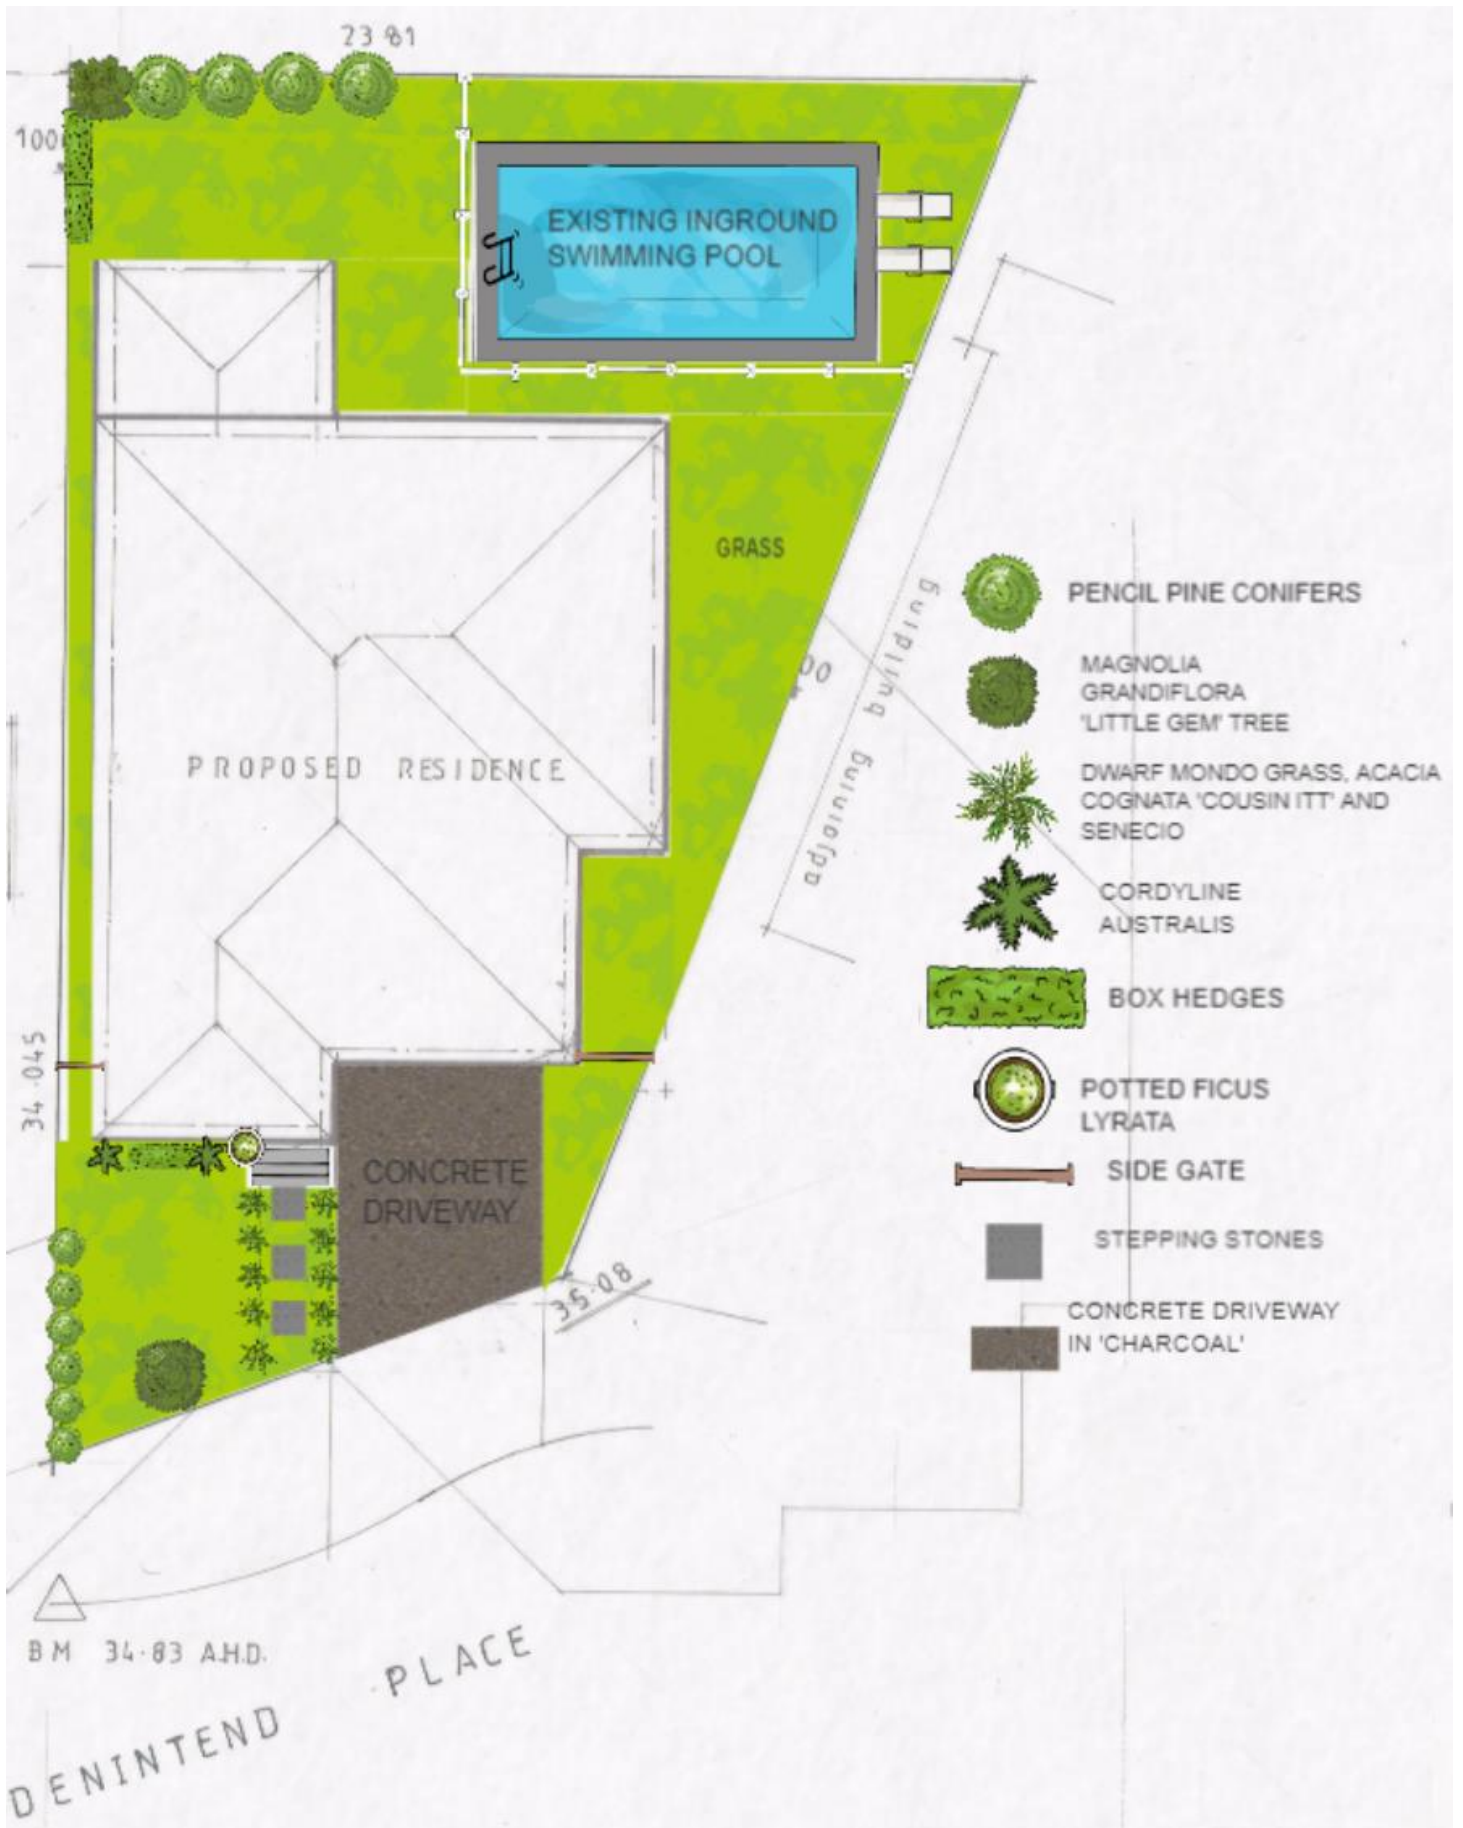 23·81
100
EXISTING INGROUND
SWIMMING POOL
GRASS
00
adjoining building
PROPOSED RESIDENCE
34·045
CONCRETE
DRIVEWAY
35·08
PENCIL PINE CONIFERS
MAGNOLIA
GRANDIFLORA
'LITTLE GEM' TREE
DWARF MONDO GRASS, ACACIA
COGNATA 'COUSIN ITT' AND
SENECIO
CORDYLINE
AUSTRALIS
BOX HEDGES
POTTED FICUS
LYRATA
SIDE GATE
STEPPING STONES
CONCRETE DRIVEWAY
IN 'CHARCOAL'
BM 34·83 A.H.D.
DENINTEND PLACE